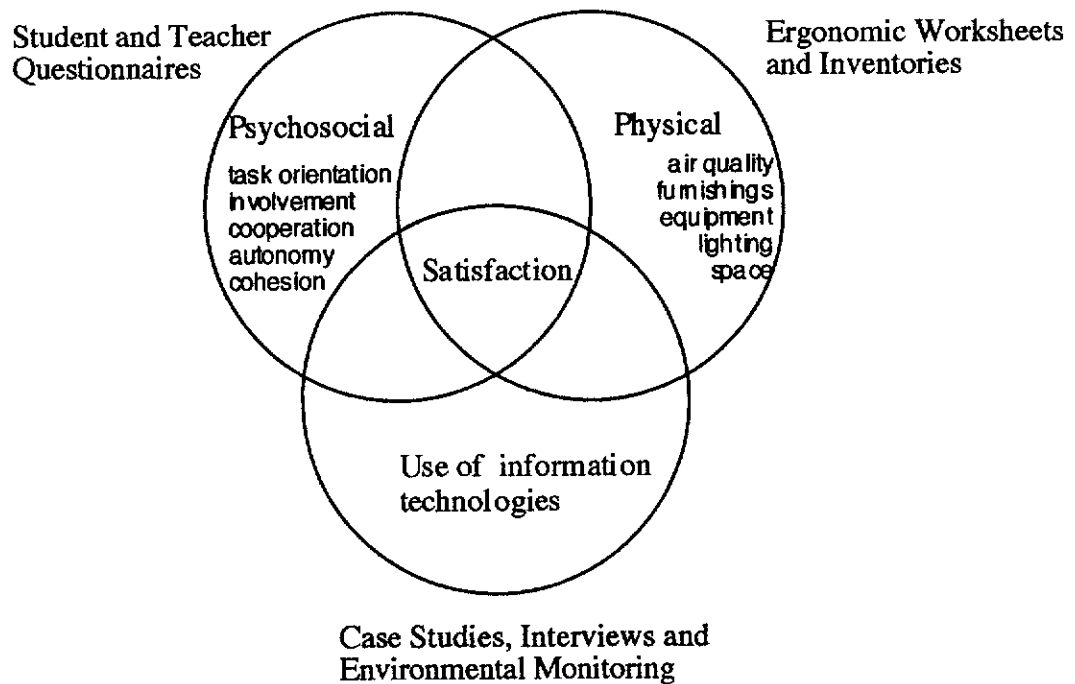 Student and Teacher
Questionnaires
Ergonomic Worksheets
and Inventories
Psychosocial
task orientation
involvement
cooperation
autonomy
cohesion
Physical
air quality
furnishings
equipment
lighting
space
Satisfaction
Use of information
technologies
Case Studies, Interviews and
Environmental Monitoring